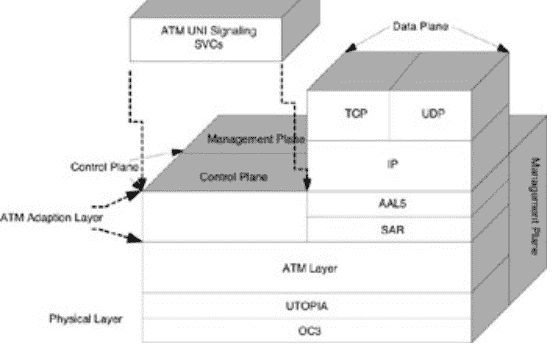 ATM UNI Signaling
SVCs
Data Plane
TCP
UDP
Management Plane
Control Plane
IP
Control Plane
Management Plane
AAL5
ATM Adaption Layer
SAR
ATM Layer
UTOPIA
Physical Layer
OC3